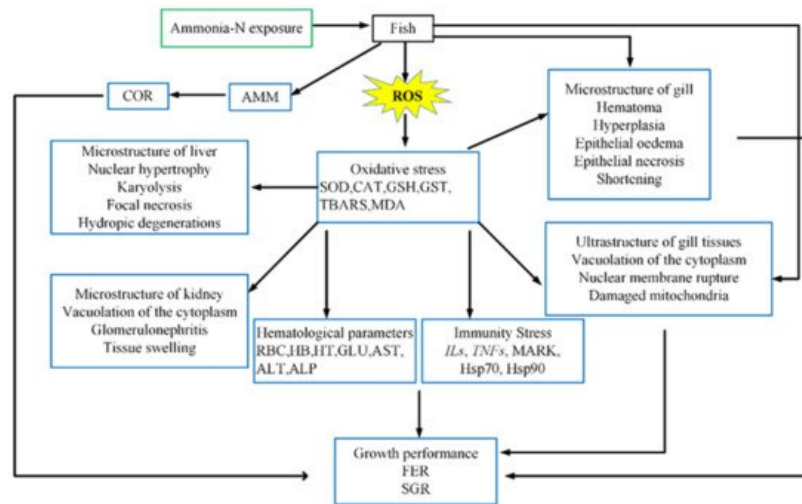 Ammonia-N exposure
Fish
COR
AMM
ROS
Microstructure of gill
Hematoma
Hyperplasia
Epithelial oedema
Epithelial necrosis
Shortening
Microstructure of liver
Nuclear hypertrophy
Karyolysis
Focal necrosis
Hydropic degenerations
Oxidative stress
SOD,CAT,GSH,GST,
TBARS,MDA
Ultrastructure of gill tissues
Vacuolation of the cytoplasm
Nuclear membrane rupture
Damaged mitochondria
Microstructure of kidney
Vacuolation of the cytoplasm
Glomerulonephritis
Tissue swelling
Hematological parameters
RBC,HB,HT,GLU,AST,
ALT,ALP
Immunity Stress
ILs, TNFs, MARK,
Hsp70, Hsp90
Growth performance
FER
SGR